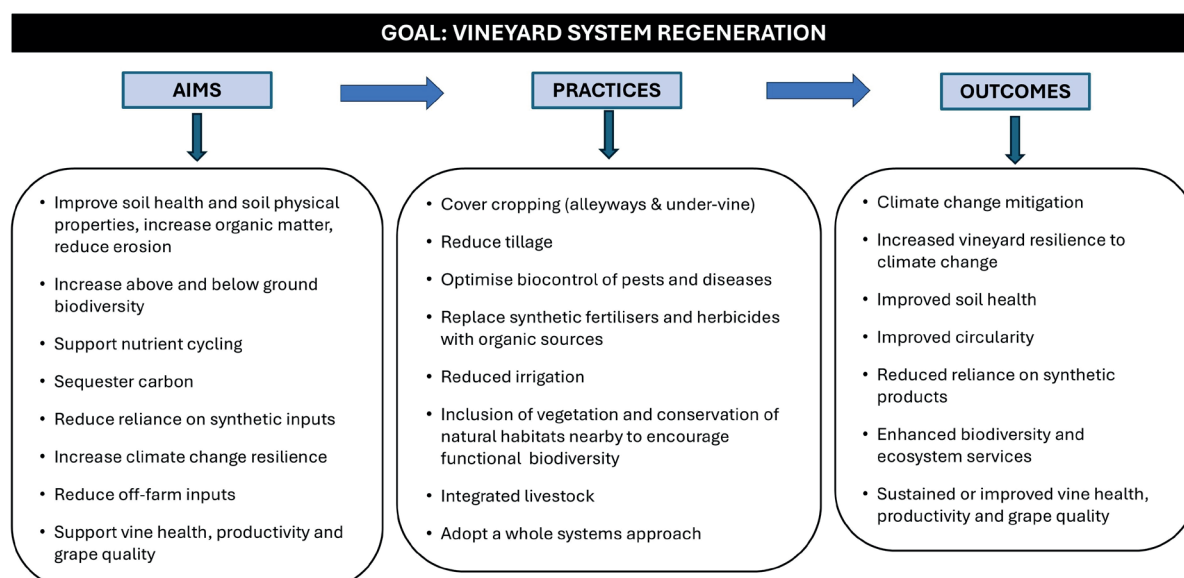 GOAL: VINEYARD SYSTEM REGENERATION
AIMS
PRACTICES
OUTCOMES
• Improve soil health and soil physical
properties, increase organic matter,
reduce erosion
• Increase above and below ground
biodiversity
• Support nutrient cycling
• Sequester carbon
• Reduce reliance on synthetic inputs
• Increase climate change resilience
• Reduce off-farm inputs
• Support vine health, productivity and
grape quality
• Cover cropping (alleyways & under-vine)
• Reduce tillage
• Optimise biocontrol of pests and diseases
• Replace synthetic fertilisers and herbicides
with organic sources
• Reduced irrigation
• Inclusion of vegetation and conservation of
natural habitats nearby to encourage
functional biodiversity
• Integrated livestock
• Adopt a whole systems approach
• Climate change mitigation
• Increased vineyard resilience to
climate change
• Improved soil health
• Improved circularity
• Reduced reliance on synthetic
products
• Enhanced biodiversity and
ecosystem services
• Sustained or improved vine health,
productivity and grape quality